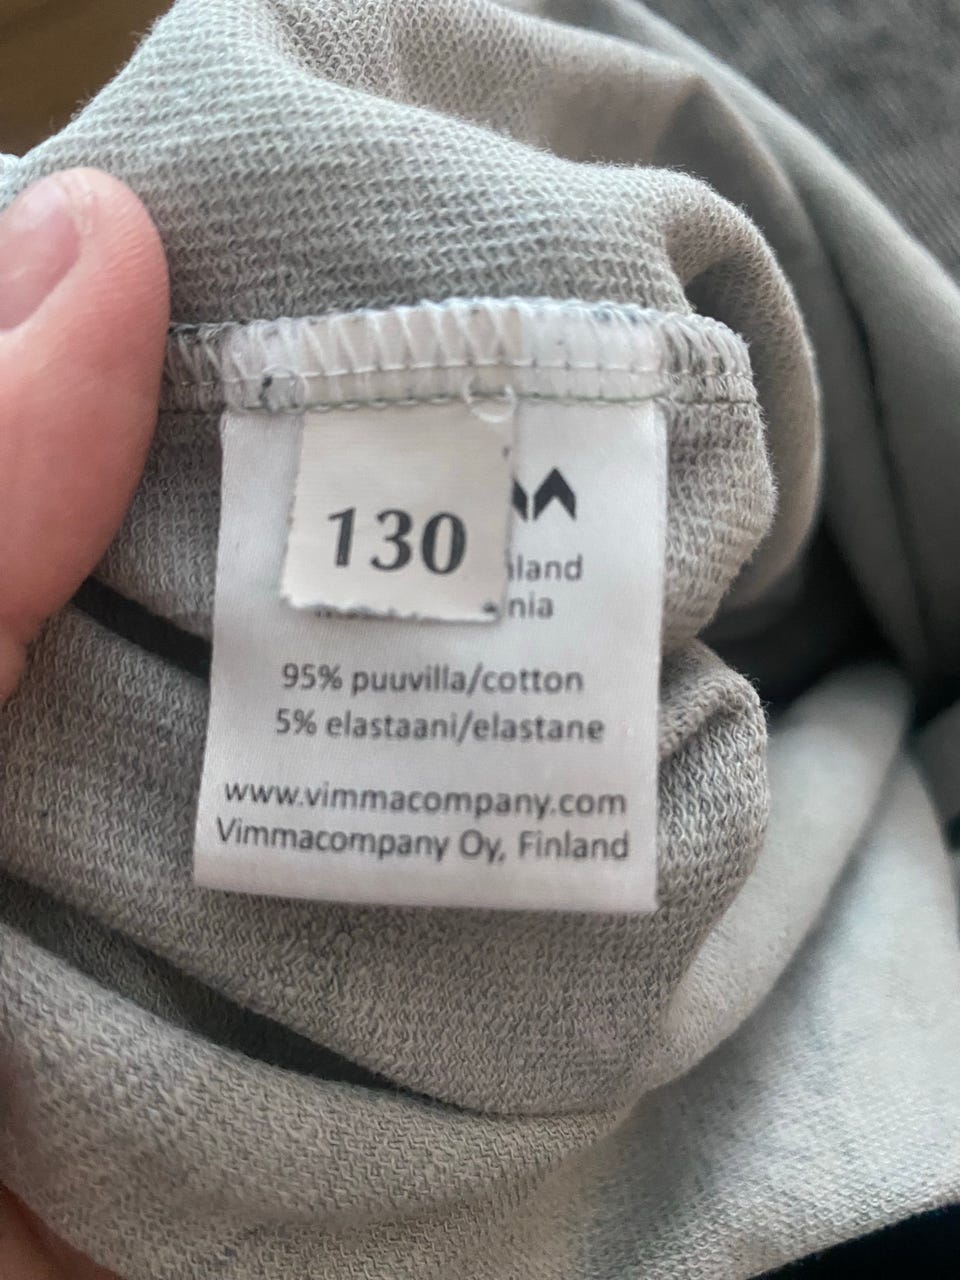 130
95% puuvilla/cotton
5% elastaani/elastane
www.vimmacompany.com
Vimmacompany Oy, Finland